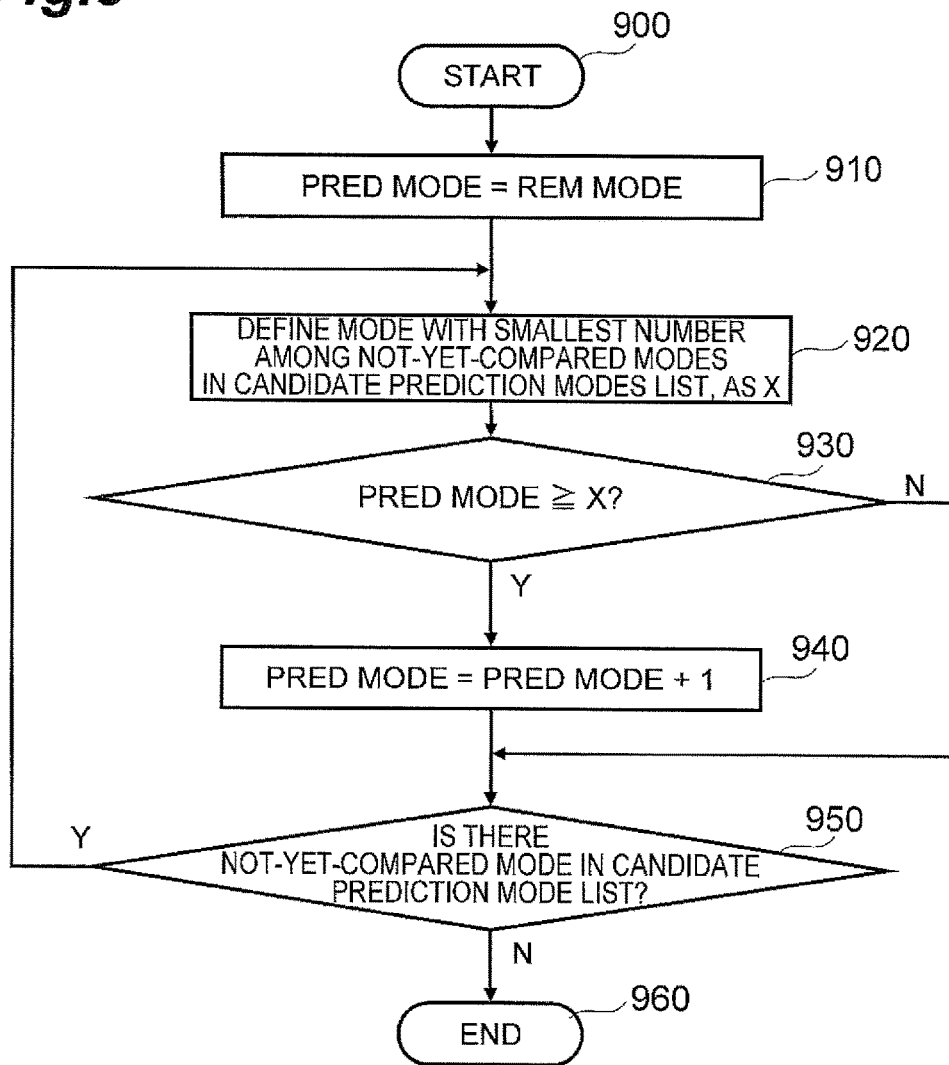 900
START
910
PRED MODE = REM MODE
DEFINE MODE WITH SMALLEST NUMBER
AMONG NOT-YET-COMPARED MODES
IN CANDIDATE PREDICTION MODES LIST, AS X
920
930
PRED MODE ≧ X?
N
Y
940
PRED MODE = PRED MODE + 1
Y
950
IS THERE
NOT-YET-COMPARED MODE IN CANDIDATE
PREDICTION MODE LIST?
N
960
END